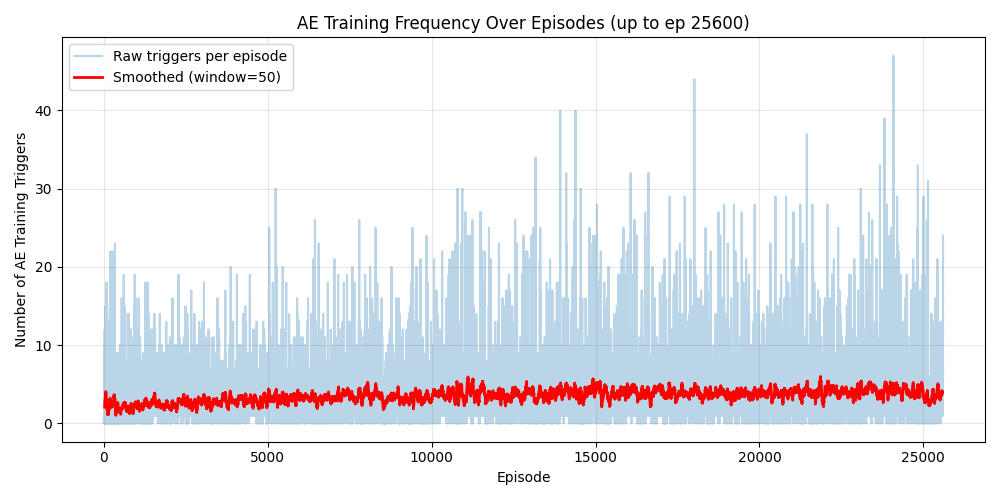 AE Training Frequency Over Episodes (up to ep 25600)
Raw triggers per episode
Smoothed (window=50)
Number of AE Training Triggers
40
30
20
10
0
0
5000
10000
15000
20000
25000
Episode